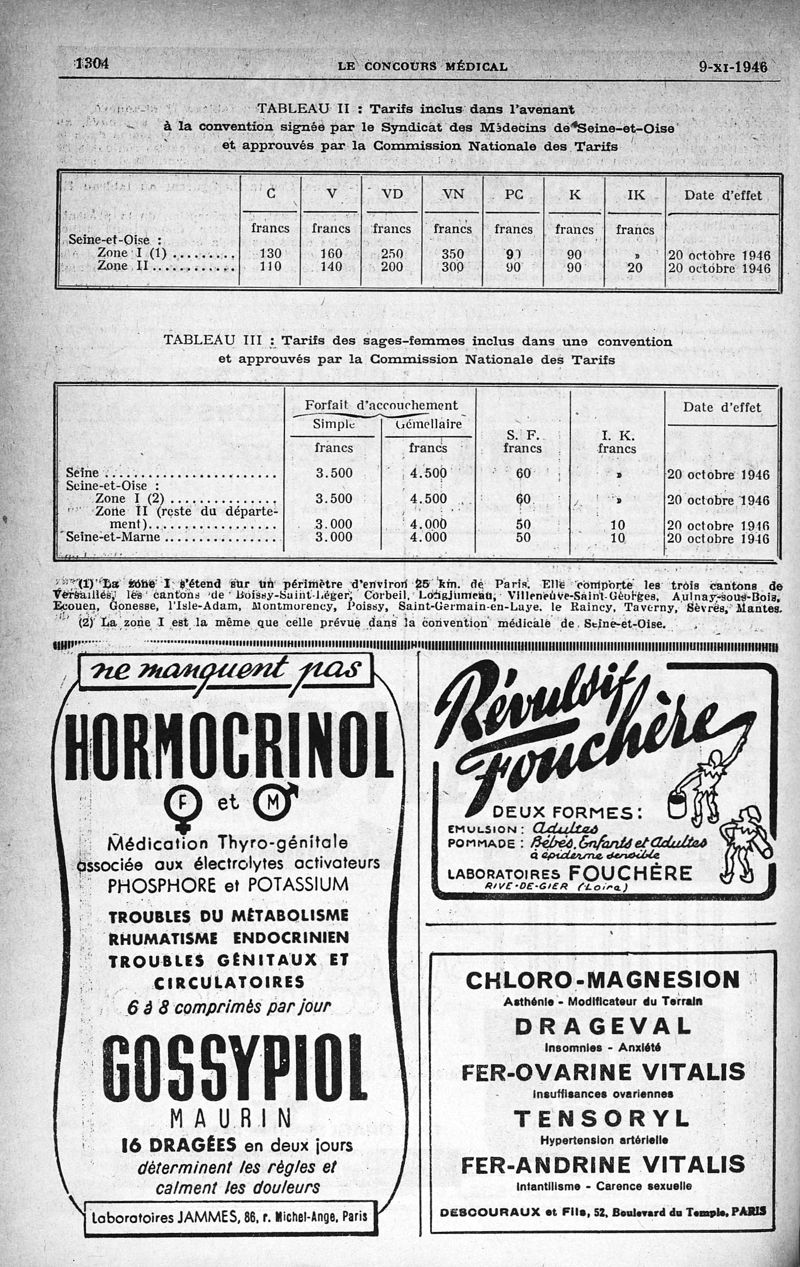 1304 LE CONCOURS MÉDICAL 9-XI-1946
TABLEAU II : Tarifs inclus dans l'avenant
à la convention signée par le Syndicat des Médecins de Seine-et-Oise
et approuvés par la Commission Nationale des Tarifs
C V VD VN PC K IK Date d'effet
francs francs francs francs francs francs francs
Seine-et-Oise :
Zone I (1) ......... 130 160 250 350 90 90 » 20 octobre 1946
Zone II ............ 110 140 200 300 90 90 20 20 octobre 1946
TABLEAU III : Tarifs des sages-femmes inclus dans une convention
et approuvés par la Commission Nationale des Tarifs
Forfait d'accouchement Date d'effet
Simple Gémellaire
S. F. I. K.
francs francs francs francs
Seine ........................ 3.500 4.500 60 » 20 octobre 1946
Seine-et-Oise :
Zone I (2) ............... 3.500 4.500 60 » 20 octobre 1946
Zone II (reste du départe-
ment).................. 3.000 4.000 50 10 20 octobre 1946
Seine-et-Marne ................ 3.000 4.000 50 10 20 octobre 1946
(1) La zone I s'étend sur un périmètre d'environ 25 km. de Paris. Elle comporte les trois cantons de
Versailles, les cantons de Boissy-Saint-Léger, Corbeil, Longjumeau, Villeneuve-Saint-Georges, Aulnay-sous-Bois,
Ecouen, Gonesse, l'Isle-Adam, Montmorency, Poissy, Saint-Germain-en-Laye, le Raincy, Taverny, Sèvres, Mantes.
(2) La zone I est la même que celle prévue dans la convention médicale de Seine-et-Oise.
ne manquent pas
HORMOCRINOL
F et M
Médication Thyro-génitale
associée aux électrolytes activateurs
PHOSPHORE et POTASSIUM
TROUBLES DU MÉTABOLISME
RHUMATISME ENDOCRINIEN
TROUBLES GÉNITAUX ET
CIRCULATOIRES
6 à 8 comprimés par jour
GOSSYPIOL
MAURIN
16 DRAGÉES en deux jours
déterminent les règles et
calment les douleurs
Laboratoires JAMMES, 86, r. Michel-Ange, Paris
Révulsif
Fouchère
DEUX FORMES :
EMULSION : Adultes
POMMADE : Bébés, Enfants et Adultes
à épiderme sensible
LABORATOIRES FOUCHÈRE
RIVE-DE-GIER (Loire)
CHLORO-MAGNESION
Asthénie - Modificateur du Terrain
DRAGEVAL
Insomnies - Anxiété
FER-OVARINE VITALIS
Insuffisances ovariennes
TENSORYL
Hypertension artérielle
FER-ANDRINE VITALIS
Infantilisme - Carence sexuelle
DESCOURAUX et Fils, 52, Boulevard du Temple, PARIS